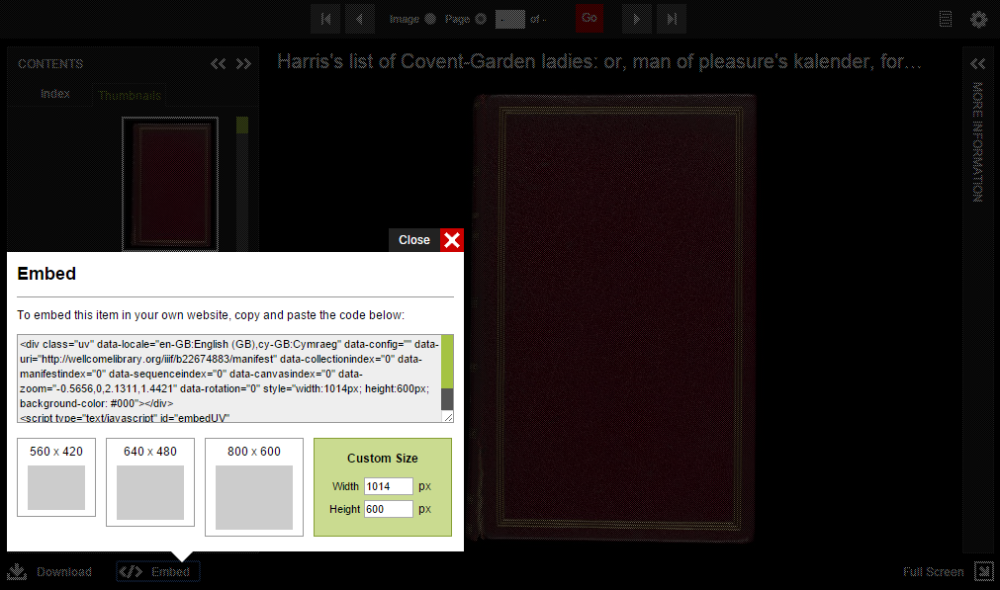 Image Page of - Go
CONTENTS
Index Thumbnails
Harris's list of Covent-Garden ladies: or, man of pleasure's kalender, for...
MORE INFORMATION
Close
Embed
To embed this item in your own website, copy and paste the code below:
<div class="uv" data-locale="en-GB:English (GB),cy-GB:Cymraeg" data-config="" data-
uri="http://wellcomelibrary.org/iiif/b22674883/manifest" data-collectionindex="0" data-
manifestindex="0" data-sequenceindex="0" data-canvasindex="0" data-
zoom="-0.5656,0,2.1311,1.4421" data-rotation="0" style="width:1014px; height:600px;
background-color: #000"></div>
<script type="text/javascript" id="embedUV"
560 x 420
640 x 480
800 x 600
Custom Size
Width 1014 px
Height 600 px
Download </> Embed
Full Screen